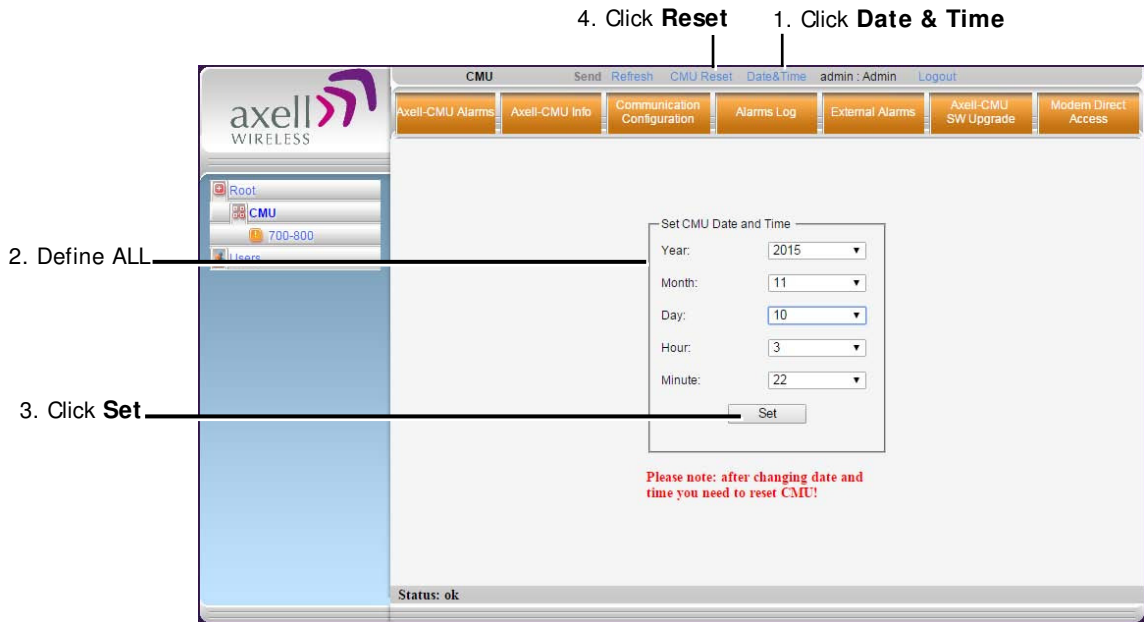 4. Click Reset
1. Click Date & Time
axell
WIRELESS
CMU Send Refresh CMU Reset Date&Time admin : Admin Logout
Axell-CMU Alarms
Axell-CMU Info
Communication
Configuration
Alarms Log
External Alarms
Axell-CMU
SW Upgrade
Modem Direct
Access
Root
CMU
700-800
Users
2. Define ALL
Set CMU Date and Time
Year: 2015
Month: 11
Day: 10
Hour: 3
Minute: 22
3. Click Set
Set
Please note: after changing date and
time you need to reset CMU!
Status: ok